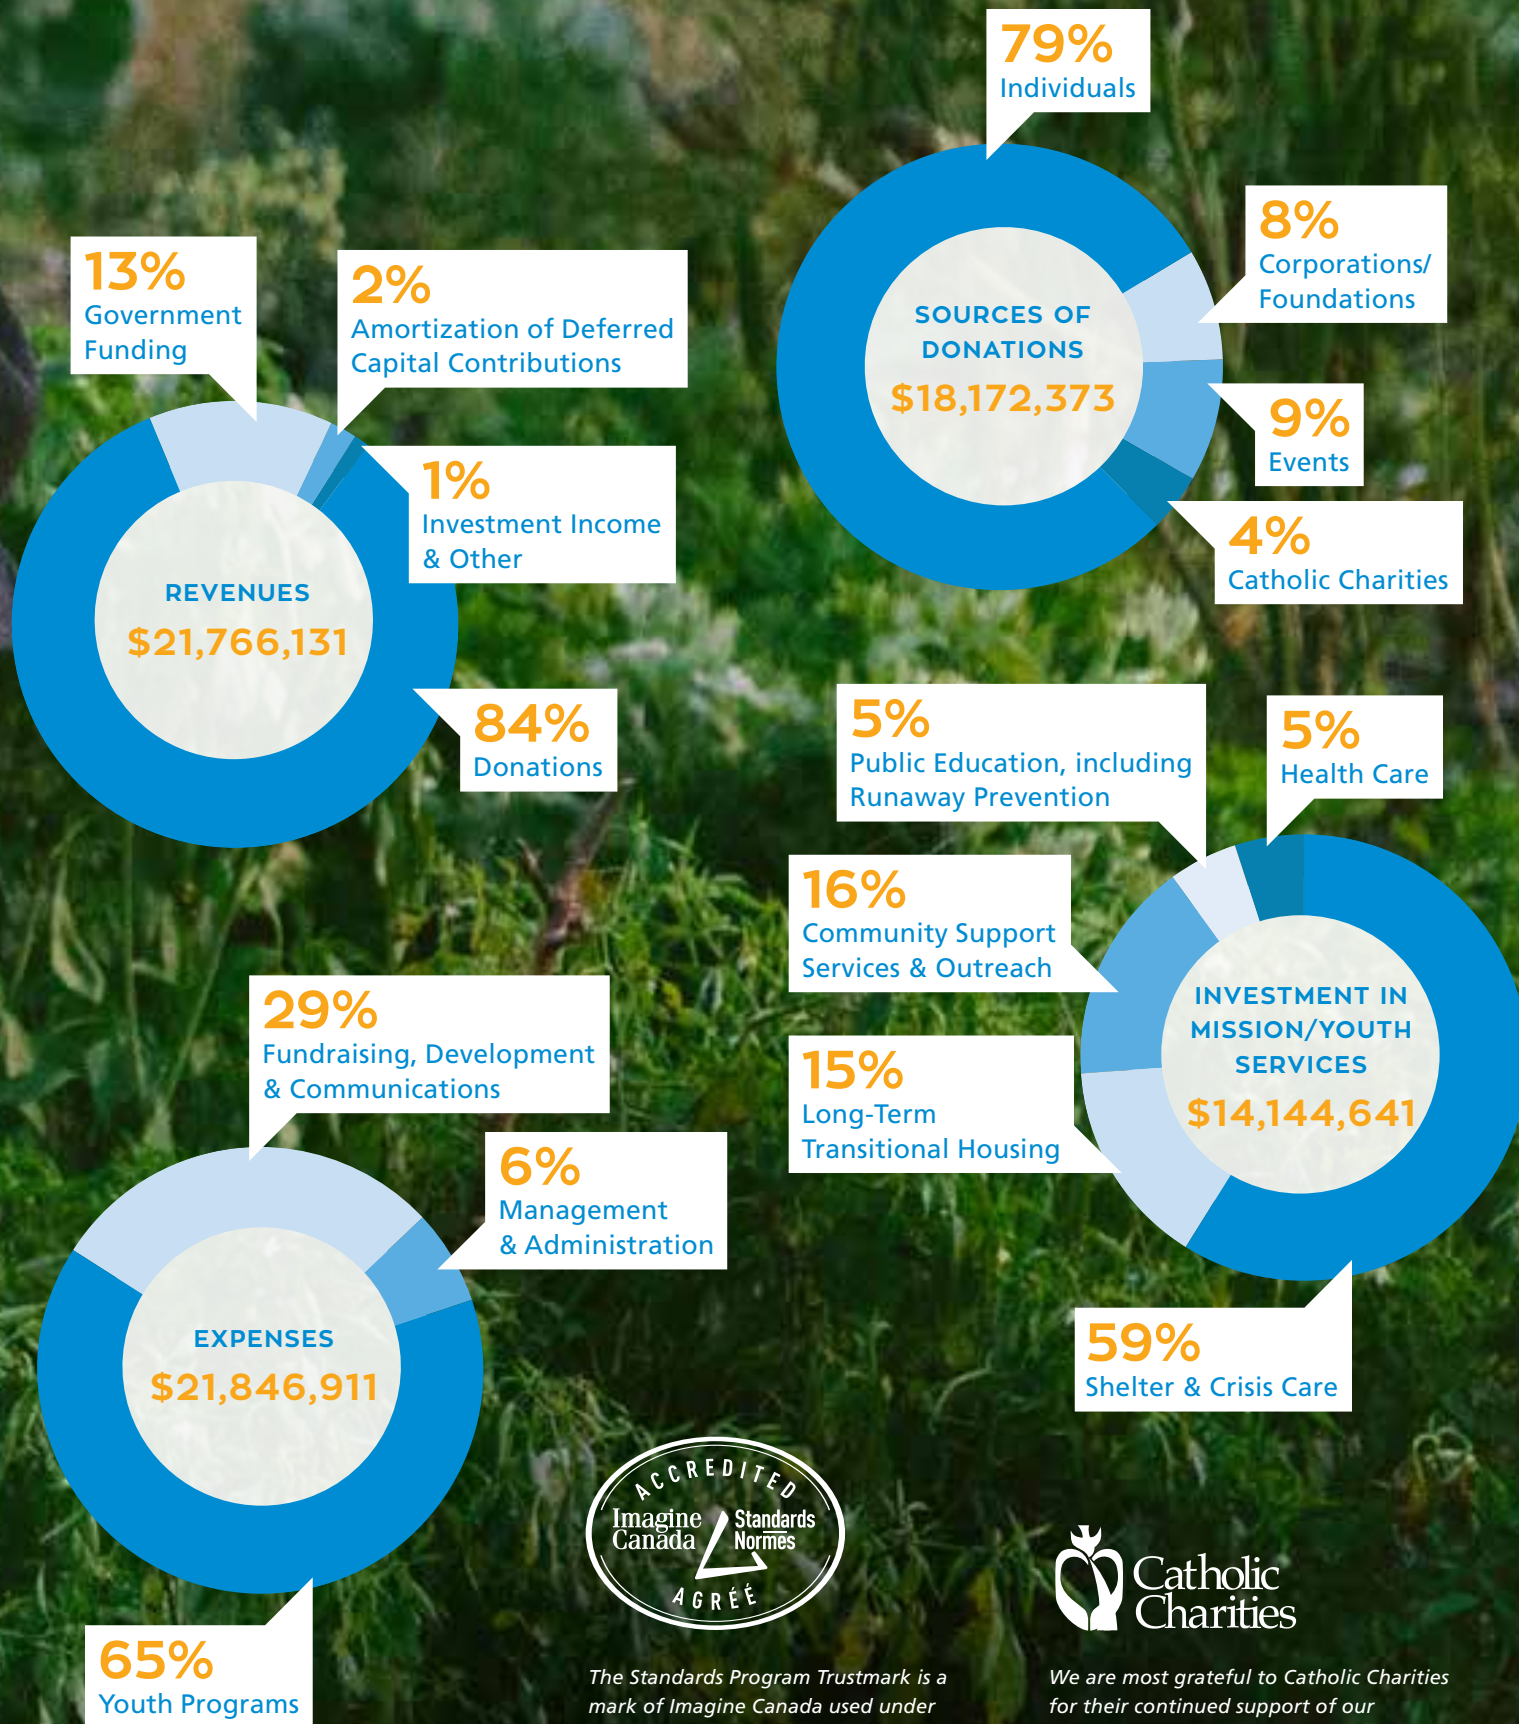 79%
Individuals
8%
Corporations/
Foundations
SOURCES OF
DONATIONS
$18,172,373
9%
Events
4%
Catholic Charities
13%
Government
Funding
2%
Amortization of Deferred
Capital Contributions
1%
Investment Income
& Other
REVENUES
$21,766,131
84%
Donations
5%
Public Education, including
Runaway Prevention
5%
Health Care
16%
Community Support
Services & Outreach
INVESTMENT IN
MISSION/YOUTH
SERVICES
$14,144,641
15%
Long-Term
Transitional Housing
59%
Shelter & Crisis Care
29%
Fundraising, Development
& Communications
6%
Management
& Administration
EXPENSES
$21,846,911
65%
Youth Programs
ACCREDITED
Imagine
Canada
Standards
Normes
AGRÉÉ
The Standards Program Trustmark is a
mark of Imagine Canada used under
Catholic
Charities
We are most grateful to Catholic Charities
for their continued support of our